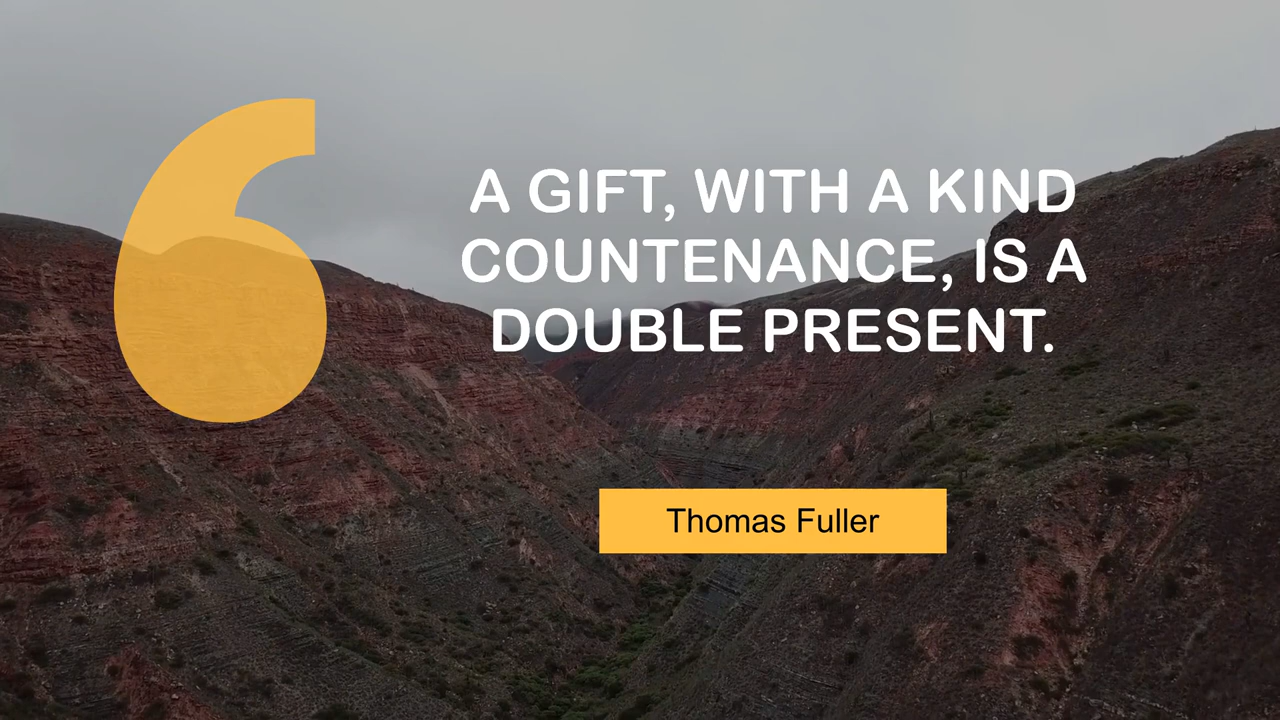 A GIFT, WITH A KIND
COUNTENANCE, IS A
DOUBLE PRESENT.
Thomas Fuller